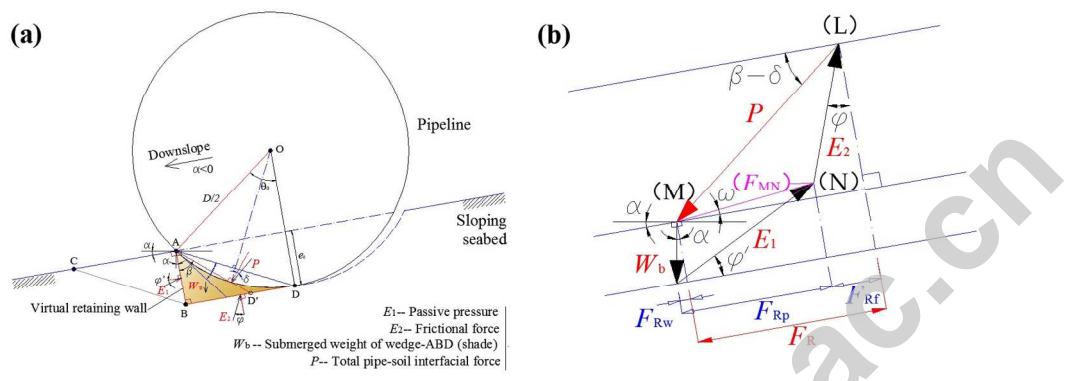 (a)
Pipeline
Downslope
α<0
O
θ₀
D/2
Sloping
seabed
A
C
α
α
β
φ'
E₁
W_b
P
δ
D
B
D'
E₂
φ
Virtual retaining wall
E₁-- Passive pressure
E₂-- Frictional force
W_b -- Submerged weight of wedge-ABD (shade)
P-- Total pipe-soil interfacial force
(b)
(L)
β-δ
P
φ
E₂
(F_MN)
(N)
(M)
ω
α
α
E₁
W_b
φ'
F_Rw
F_Rp
F_Rf
F_R
ac.cn